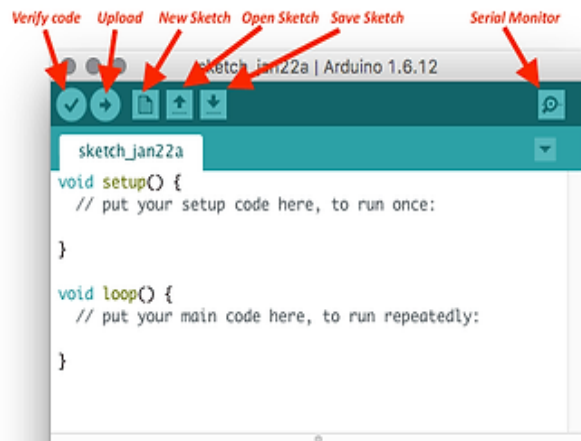 Verify code Upload New Sketch Open Sketch Save Sketch Serial Monitor
sketch_jan22a | Arduino 1.6.12
sketch_jan22a
void setup() {
// put your setup code here, to run once:
}
void loop() {
// put your main code here, to run repeatedly:
}